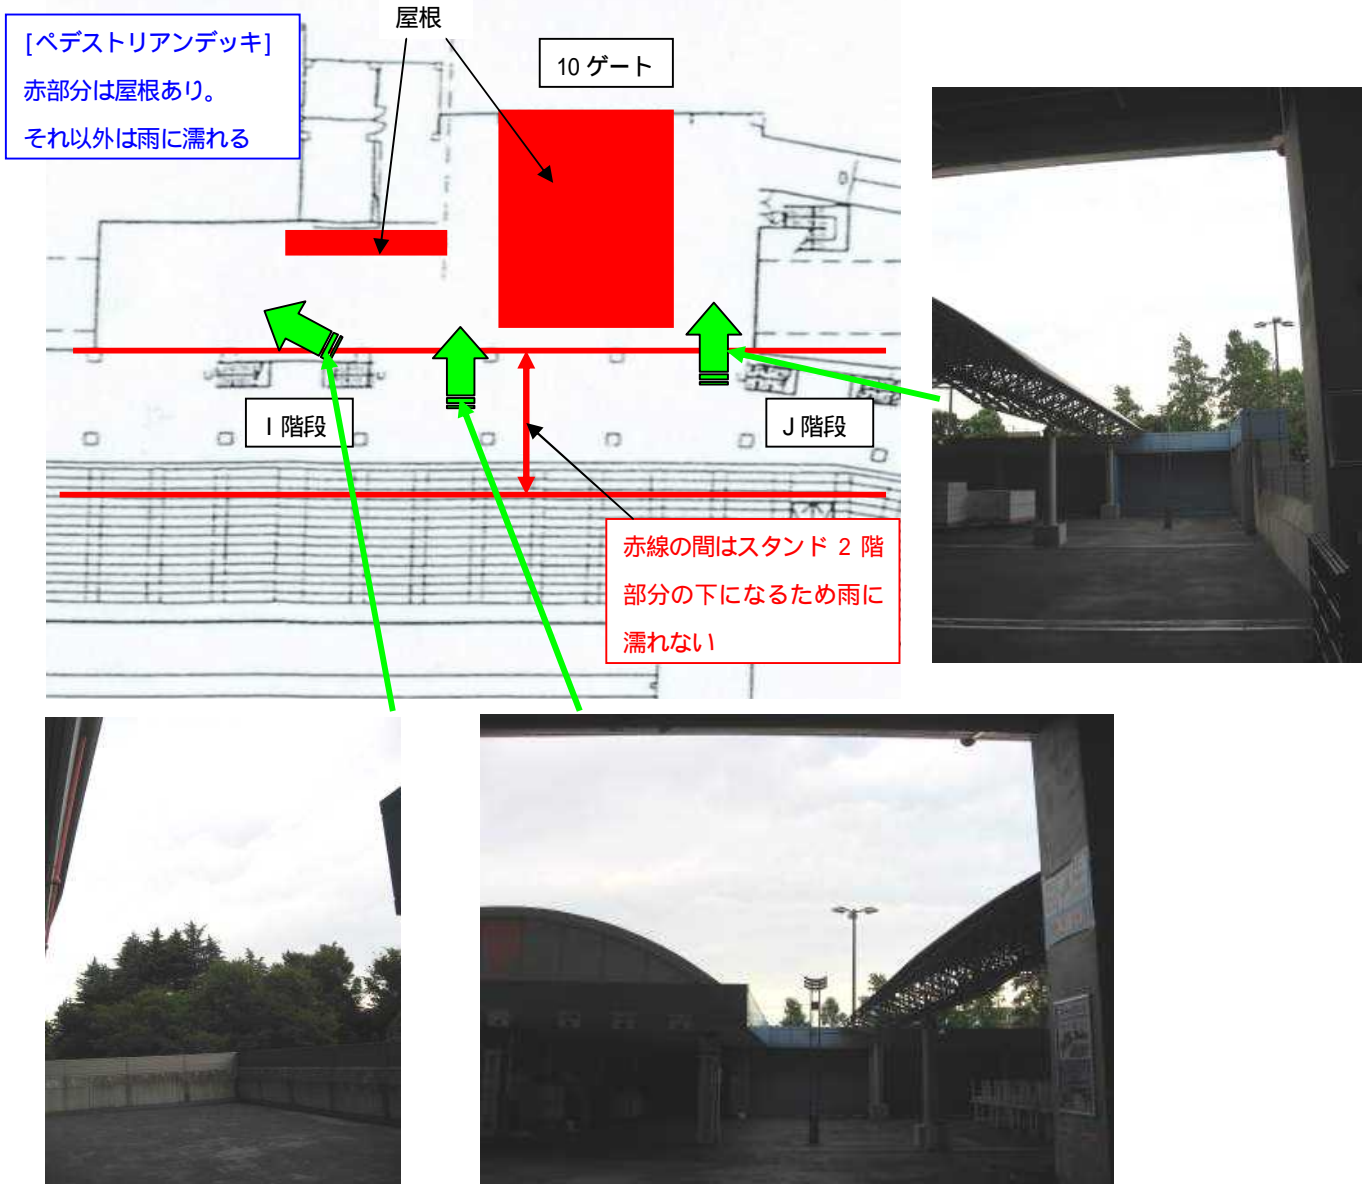 屋根
[ペデストリアンデッキ]
赤部分は屋根あり。
それ以外は雨に濡れる
10 ゲート
I 階段
J 階段
赤線の間はスタンド 2 階
部分の下になるため雨に
濡れない